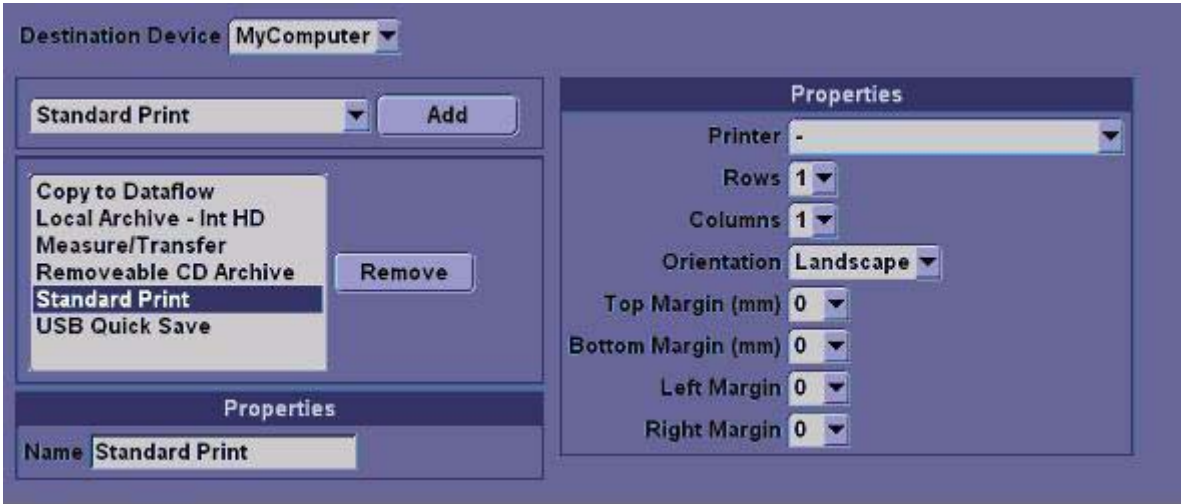 Destination Device MyComputer
Standard Print Add
Copy to Dataflow
Local Archive - Int HD
Measure/Transfer
Removeable CD Archive
Standard Print
USB Quick Save
Remove
Properties
Name Standard Print
Properties
Printer -
Rows 1
Columns 1
Orientation Landscape
Top Margin (mm) 0
Bottom Margin (mm) 0
Left Margin 0
Right Margin 0